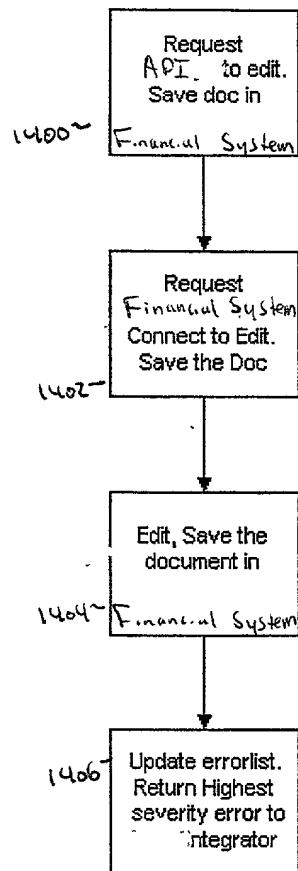 Request
API. to edit.
Save doc in
1400~ Financial System
Request
Financial System
Connect to Edit.
Save the Doc
1402~
Edit, Save the
document in
1404~ Financial System
1406~ Update errorlist.
Return Highest
severity error to
integrator